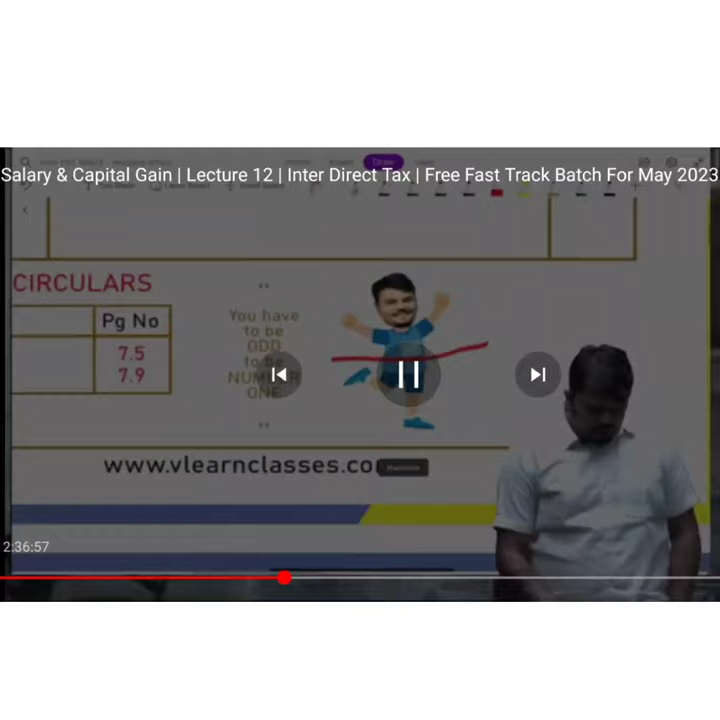 Salary & Capital Gain | Lecture 12 | Inter Direct Tax | Free Fast Track Batch For May 2023
CIRCULARS
Pg No
7.5
7.9
You have
to be
ODD
to be
NUMBER
ONE
www.vlearnclasses.co
2:36:57